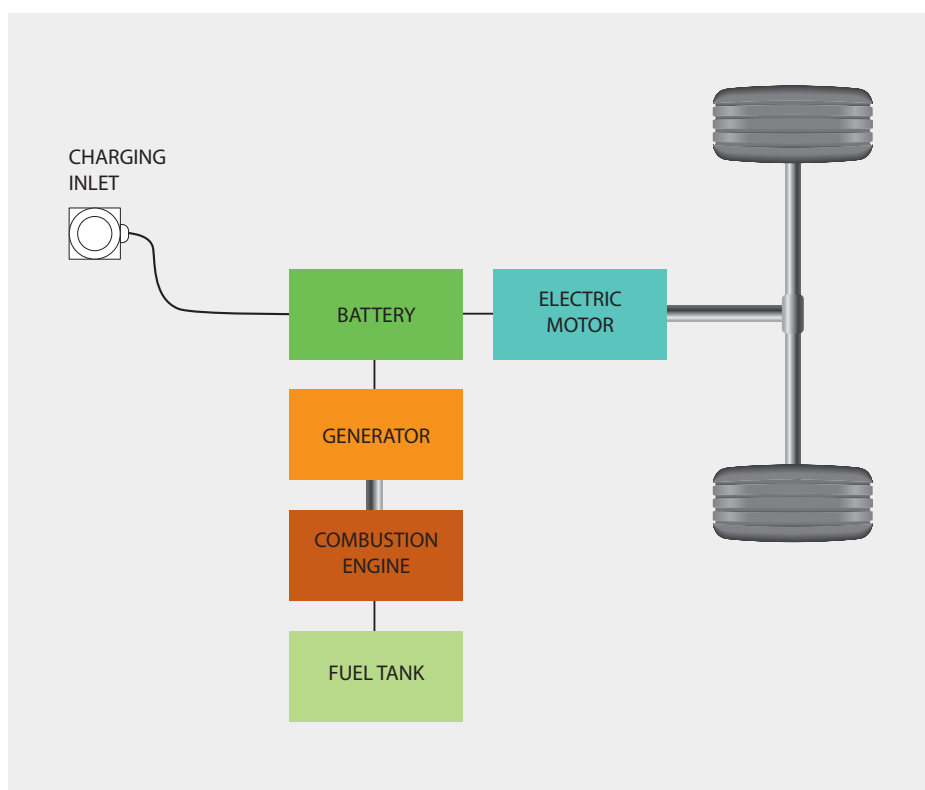 CHARGING
INLET
BATTERY
ELECTRIC
MOTOR
GENERATOR
COMBUSTION
ENGINE
FUEL TANK